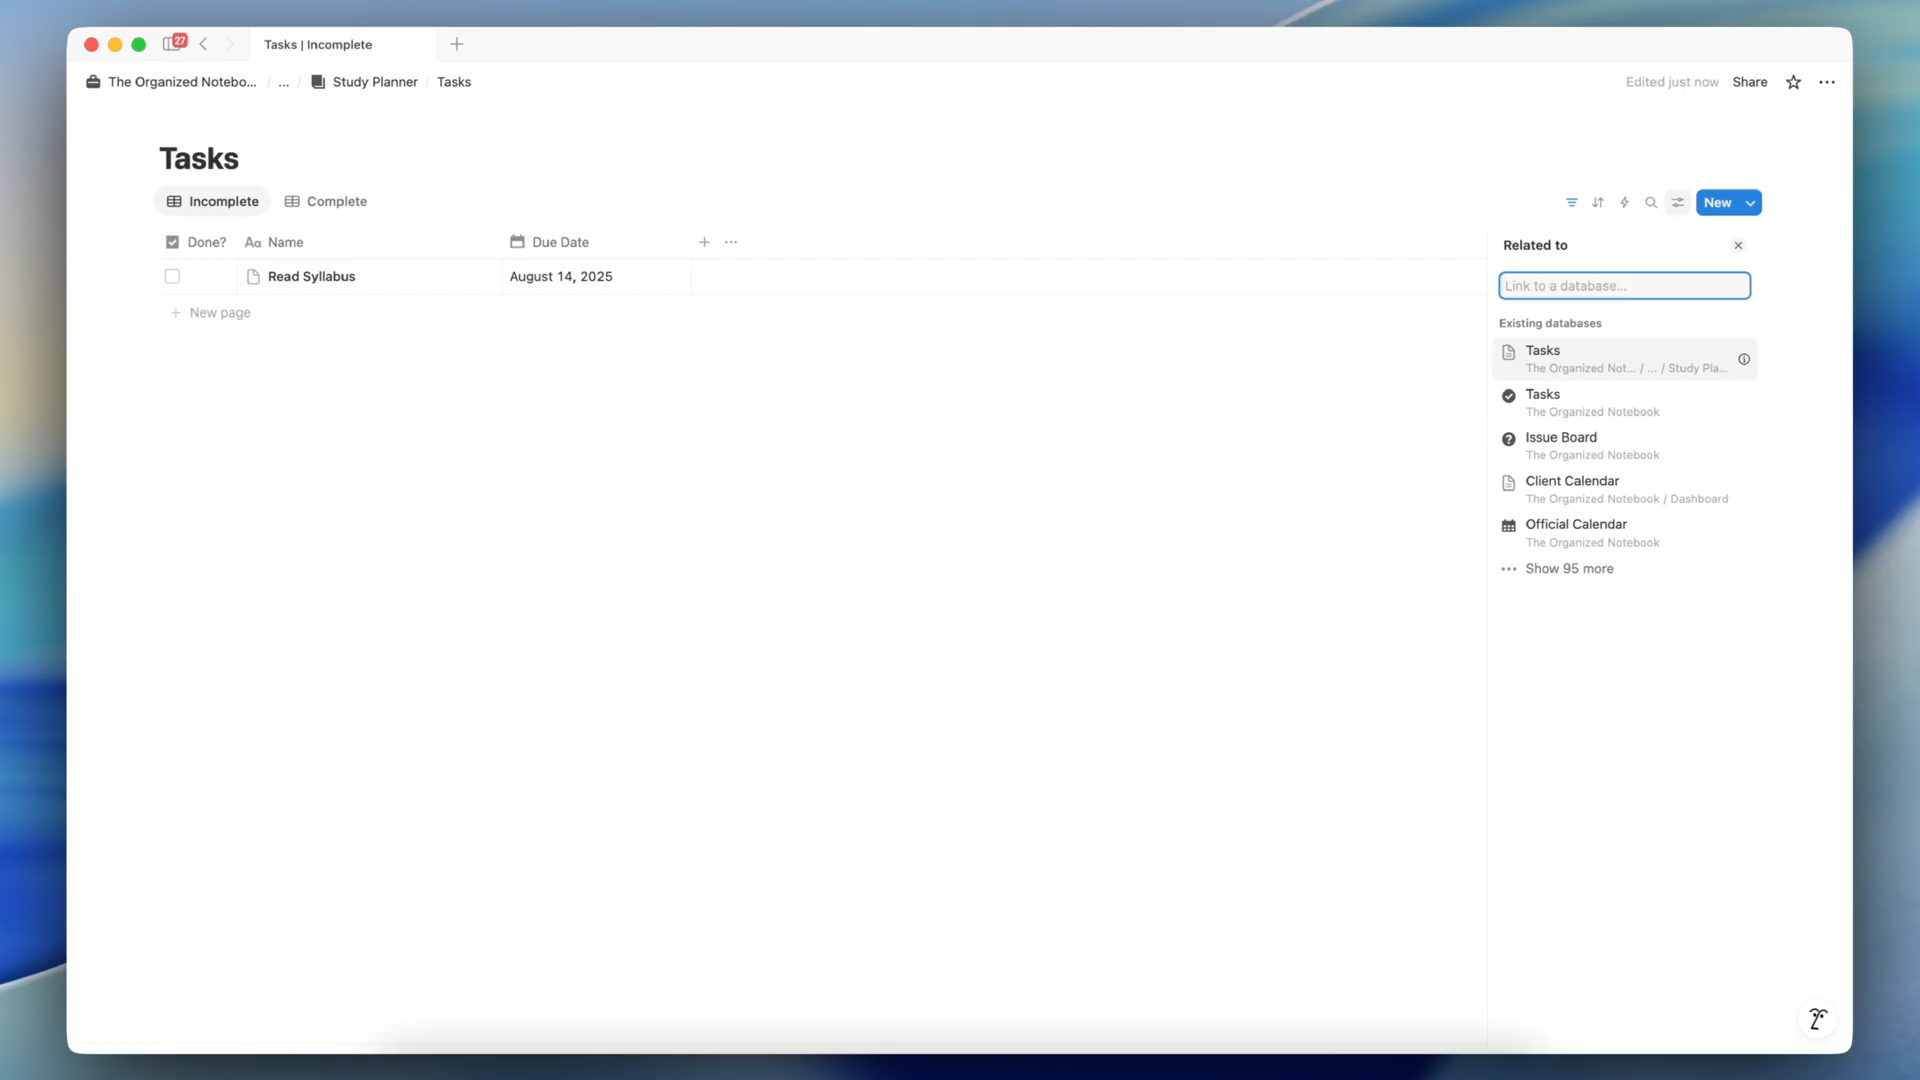 27
Tasks | Incomplete
The Organized Notebo... / ... / Study Planner / Tasks
Edited just now Share
Tasks
Incomplete Complete
New
Done? Aa Name Due Date
Read Syllabus August 14, 2025
+ New page
Related to
Link to a database...
Existing databases
Tasks
The Organized Not... / ... / Study Pla...
Tasks
The Organized Notebook
Issue Board
The Organized Notebook
Client Calendar
The Organized Notebook / Dashboard
Official Calendar
The Organized Notebook
Show 95 more